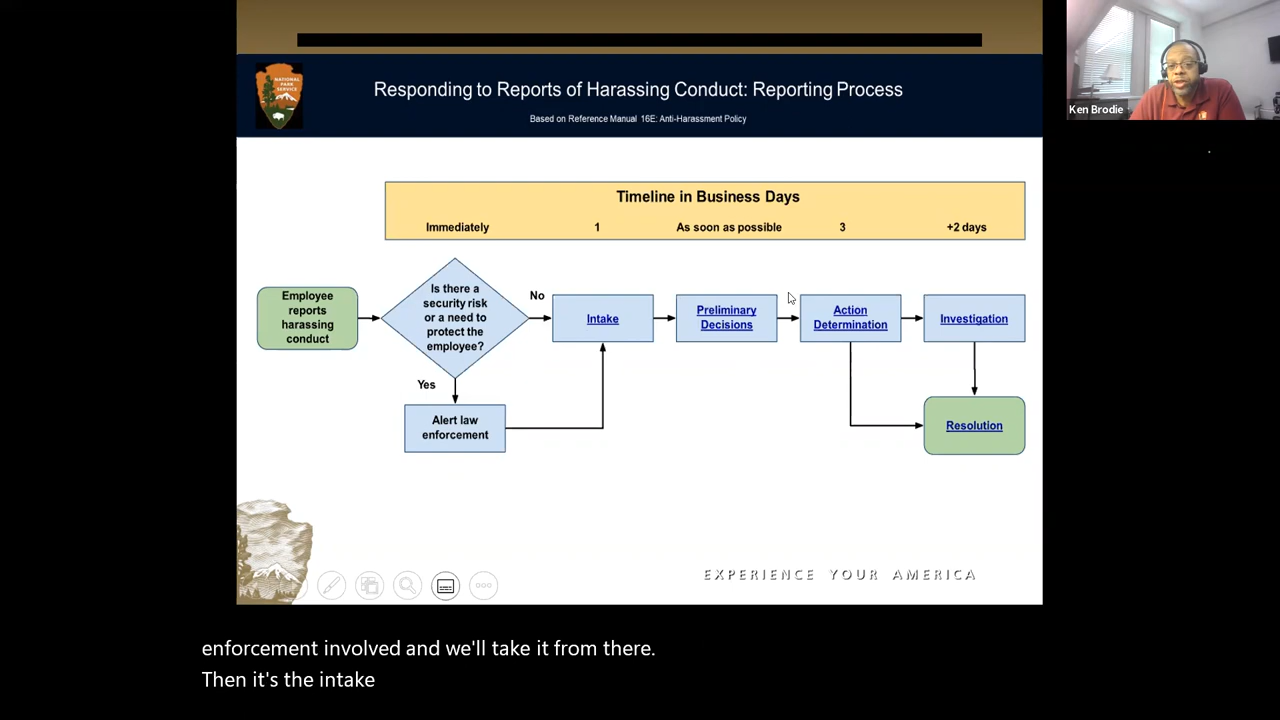 NATIONAL
PARK
SERVICE
Responding to Reports of Harassing Conduct: Reporting Process
Based on Reference Manual 16E: Anti-Harassment Policy
Ken Brodie
Timeline in Business Days
Immediately 1 As soon as possible 3 +2 days
Employee
reports
harassing
conduct
Is there a
security risk
or a need to
protect the
employee?
No
Intake
Preliminary
Decisions
Action
Determination
Investigation
Yes
Alert law
enforcement
Resolution
EXPERIENCE YOUR AMERICA
enforcement involved and we'll take it from there.
Then it's the intake